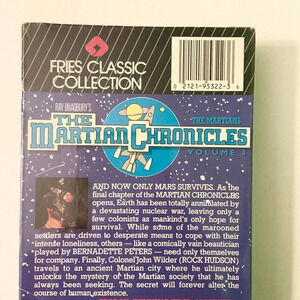 FRIES CLASSIC
COLLECTION
0 2121-95322-3 6
RAY BRADBURY'S
THE
THE MARTIANS
MARTIAN CHRONICLES
VOLUME 3
AND NOW ONLY MARS SURVIVES. As the
final chapter of the MARTIAN CHRONICLES
opens, Earth has been totally annihilated by
a devastating nuclear war, leaving only a
few colonists as mankind's only hope for
survival. While some of the marooned
settlers are driven to desperate means to cope with their
intense loneliness, others — like a comically vain beautician
played by BERNADETTE PETERS — need only themselves
for company. Finally, Colonel John Wilder (ROCK HUDSON)
travels to an ancient Martian city where he ultimately
unlocks the mystery of the Martian society that he has
always been seeking. The secret will forever alter the
course of human existence.